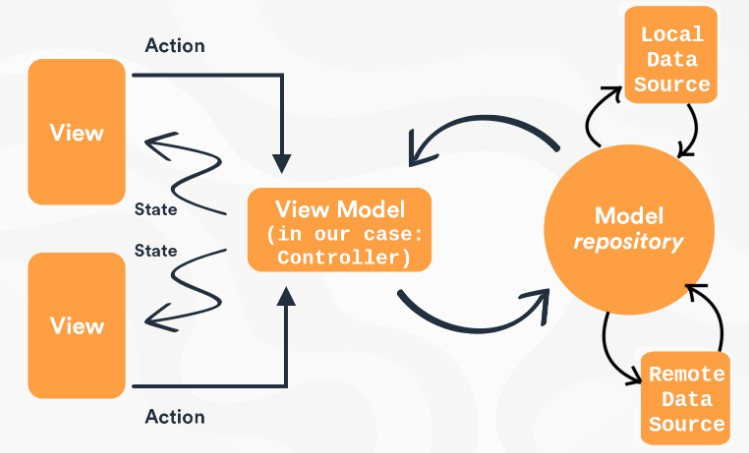 Action
View
State
State
View
Action
View Model
(in our case:
Controller)
Model
repository
Local
Data
Source
Remote
Data
Source